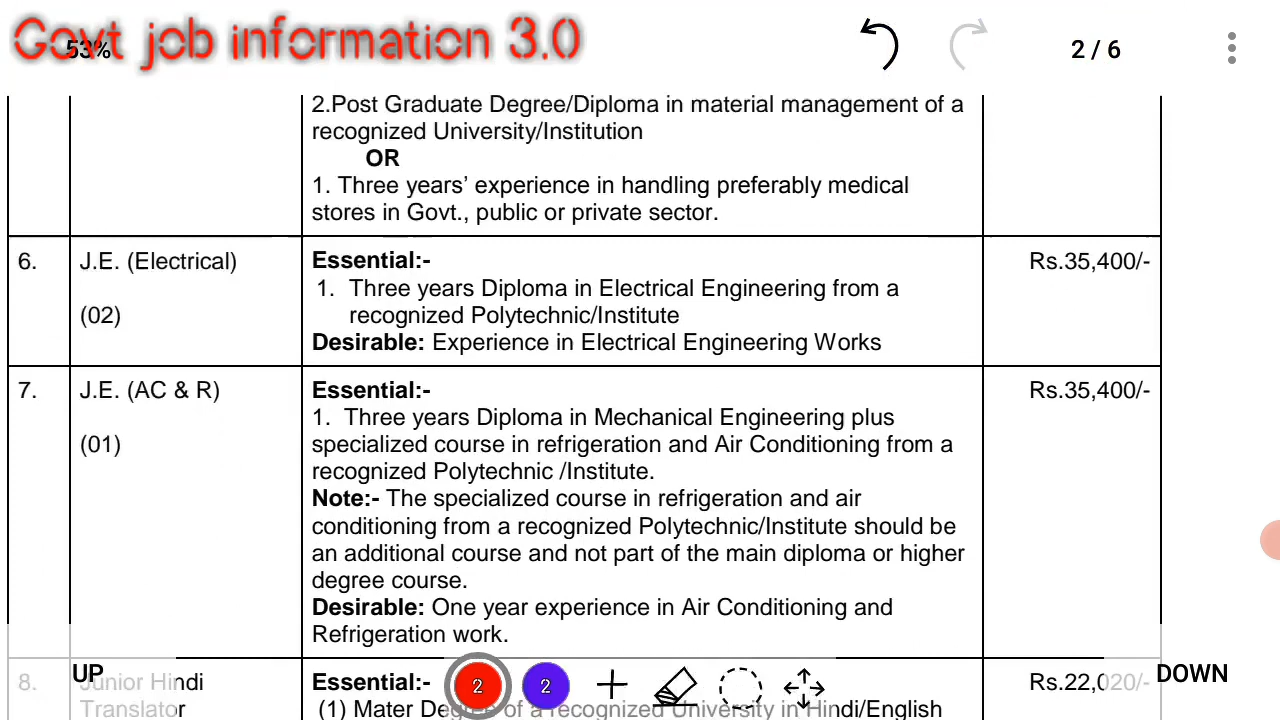 Govt job information 3.0
53%
2 / 6
2.Post Graduate Degree/Diploma in material management of a
recognized University/Institution
OR
1. Three years’ experience in handling preferably medical
stores in Govt., public or private sector.
6.
J.E. (Electrical)
(02)
Essential:-
1. Three years Diploma in Electrical Engineering from a
recognized Polytechnic/Institute
Desirable: Experience in Electrical Engineering Works
Rs.35,400/-
7.
J.E. (AC & R)
(01)
Essential:-
1. Three years Diploma in Mechanical Engineering plus
specialized course in refrigeration and Air Conditioning from a
recognized Polytechnic /Institute.
Note:- The specialized course in refrigeration and air
conditioning from a recognized Polytechnic/Institute should be
an additional course and not part of the main diploma or higher
degree course.
Desirable: One year experience in Air Conditioning and
Refrigeration work.
Rs.35,400/-
8.
Junior Hindi
Translator
Essential:-
(1) Mater Degree of a recognized University in Hindi/English
Rs.22,020/-
UP
2
2
DOWN